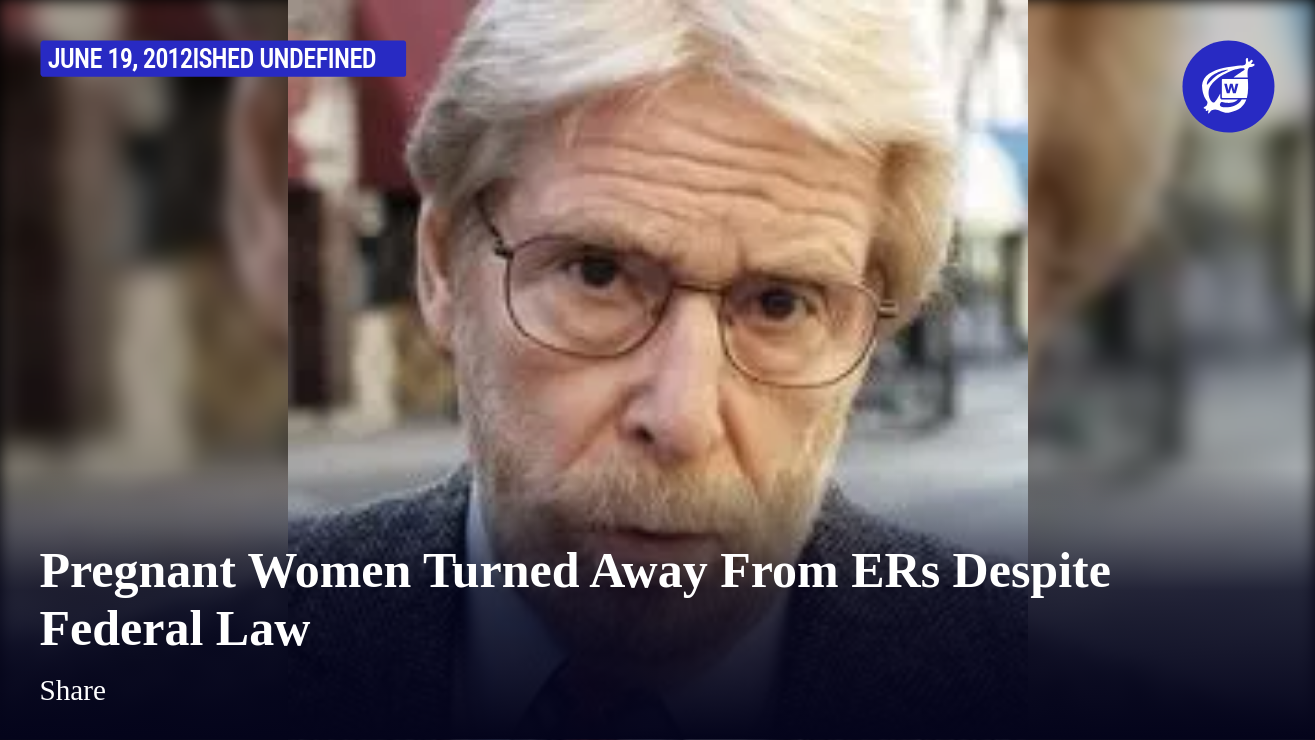 JUNE 19, 2012ISHED UNDEFINED
W
Pregnant Women Turned Away From ERs Despite
Federal Law
Share